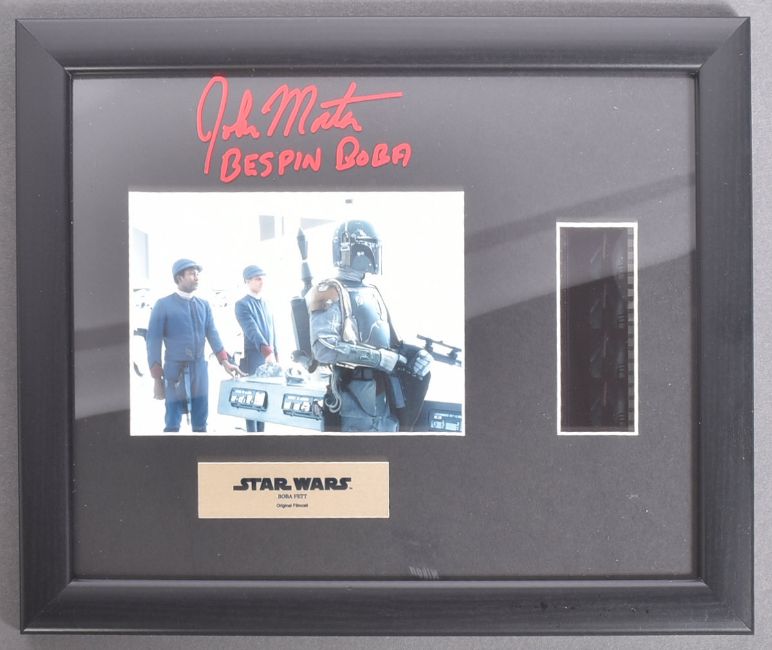 John Morton
BESPIN BOBA
STAR WARS
BOBA FETT
Original Filmcell